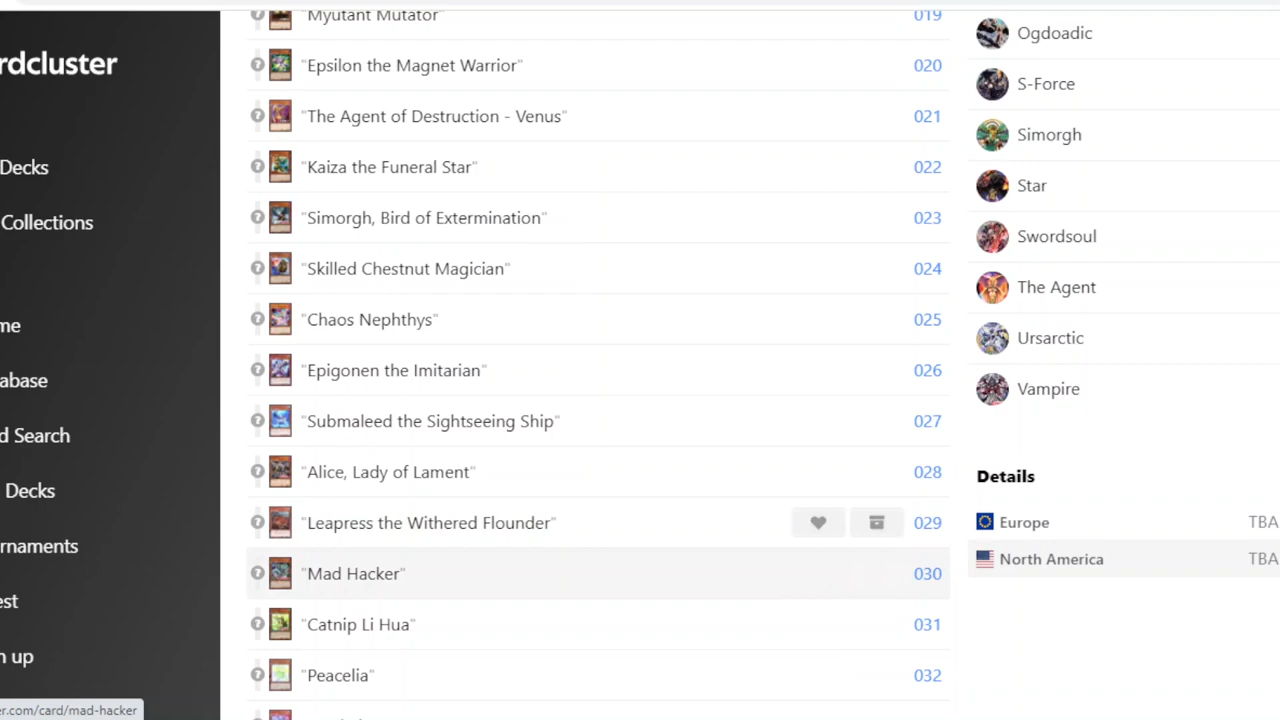 rdcluster
Decks
Collections
me
abase
d Search
Decks
rnaments
est
n up
er.com/card/mad-hacker
"Myutant Mutator" 019
"Epsilon the Magnet Warrior" 020
"The Agent of Destruction - Venus" 021
"Kaiza the Funeral Star" 022
"Simorgh, Bird of Extermination" 023
"Skilled Chestnut Magician" 024
"Chaos Nephthys" 025
"Epigonen the Imitarian" 026
"Submaleed the Sightseeing Ship" 027
"Alice, Lady of Lament" 028
"Leapress the Withered Flounder" 029
"Mad Hacker" 030
"Catnip Li Hua" 031
"Peacelia" 032
Ogdoadic
S-Force
Simorgh
Star
Swordsoul
The Agent
Ursarctic
Vampire
Details
Europe TBA
North America TBA